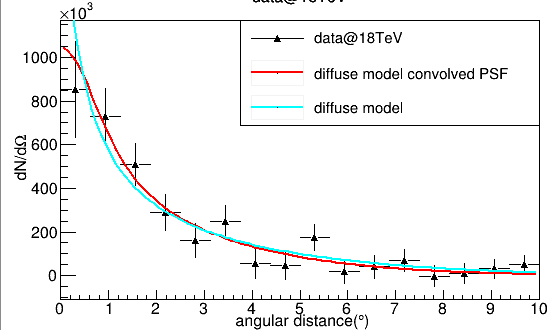 ×10³
data@18TeV
diffuse model convolved PSF
diffuse model
dN/dΩ
1000
800
600
400
200
0
0 1 2 3 4 5 6 7 8 9 10
angular distance(°)